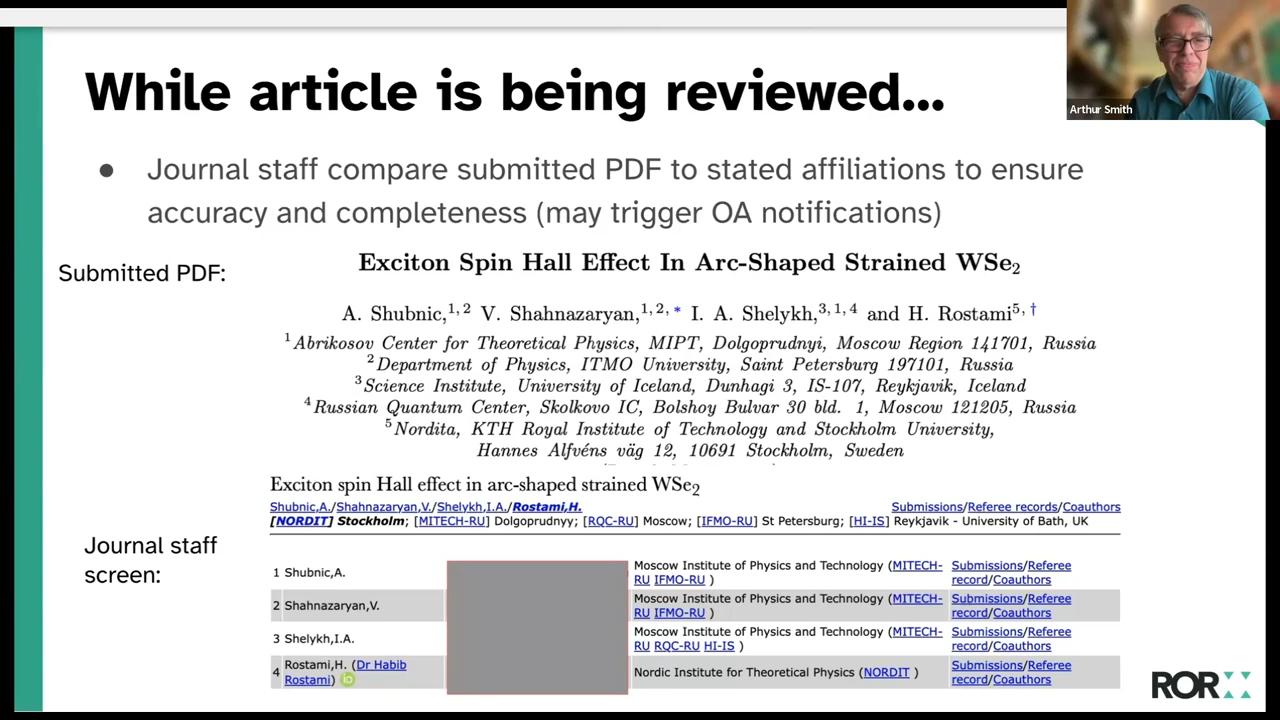 While article is being reviewed...
Arthur Smith
● Journal staff compare submitted PDF to stated affiliations to ensure
accuracy and completeness (may trigger OA notifications)
Submitted PDF:
Exciton Spin Hall Effect In Arc-Shaped Strained WSe₂
A. Shubnic,¹,² V. Shahnazaryan,¹,²,* I. A. Shelykh,³,¹,⁴ and H. Rostami⁵,†
¹Abrikosov Center for Theoretical Physics, MIPT, Dolgoprudnyi, Moscow Region 141701, Russia
²Department of Physics, ITMO University, Saint Petersburg 197101, Russia
³Science Institute, University of Iceland, Dunhagi 3, IS-107, Reykjavik, Iceland
⁴Russian Quantum Center, Skolkovo IC, Bolshoy Bulvar 30 bld. 1, Moscow 121205, Russia
⁵Nordita, KTH Royal Institute of Technology and Stockholm University,
Hannes Alfvéns väg 12, 10691 Stockholm, Sweden
Journal staff
screen:
Exciton spin Hall effect in arc-shaped strained WSe₂
Shubnic,A./Shahnazaryan,V./Shelykh,I.A./Rostami,H. Submissions/Referee records/Coauthors
[NORDIT] Stockholm; [MITECH-RU] Dolgoprudnyy; [RQC-RU] Moscow; [IFMO-RU] St Petersburg; [HI-IS] Reykjavik - University of Bath, UK
1 Shubnic,A. Moscow Institute of Physics and Technology (MITECH- Submissions/Referee
RU IFMO-RU ) record/Coauthors
2 Shahnazaryan,V. Moscow Institute of Physics and Technology (MITECH- Submissions/Referee
RU IFMO-RU ) record/Coauthors
3 Shelykh,I.A. Moscow Institute of Physics and Technology (MITECH- Submissions/Referee
RU RQC-RU HI-IS ) record/Coauthors
4 Rostami,H. (Dr Habib Nordic Institute for Theoretical Physics (NORDIT ) Submissions/Referee
Rostami) iD record/Coauthors
ROR